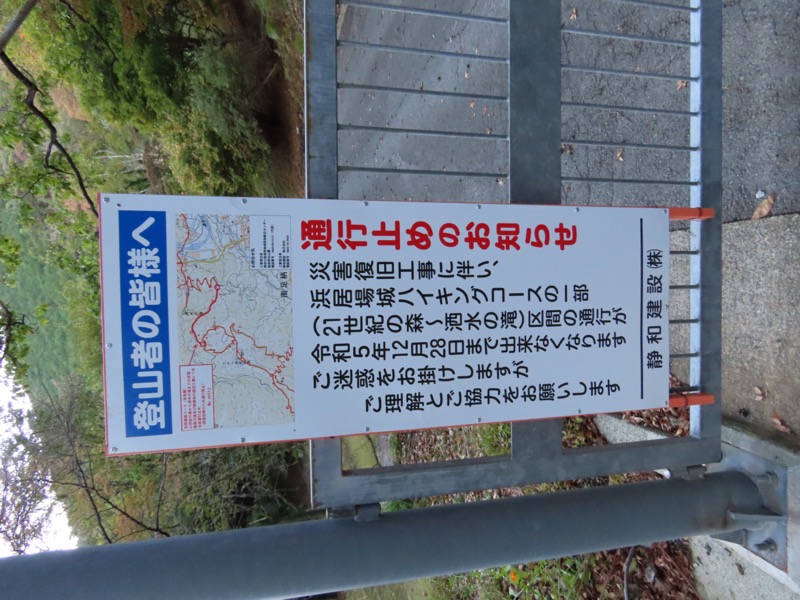 登山者の皆様へ
南足柄
通行止めのお知らせ
災害復旧工事に伴い、
浜居場城ハイキングコースの一部
（21世紀の森～洒水の滝）区間の通行が
令和5年12月28日まで出来なくなります
ご迷惑をお掛けしますが
ご理解とご協力をお願いします
静和建設㈱